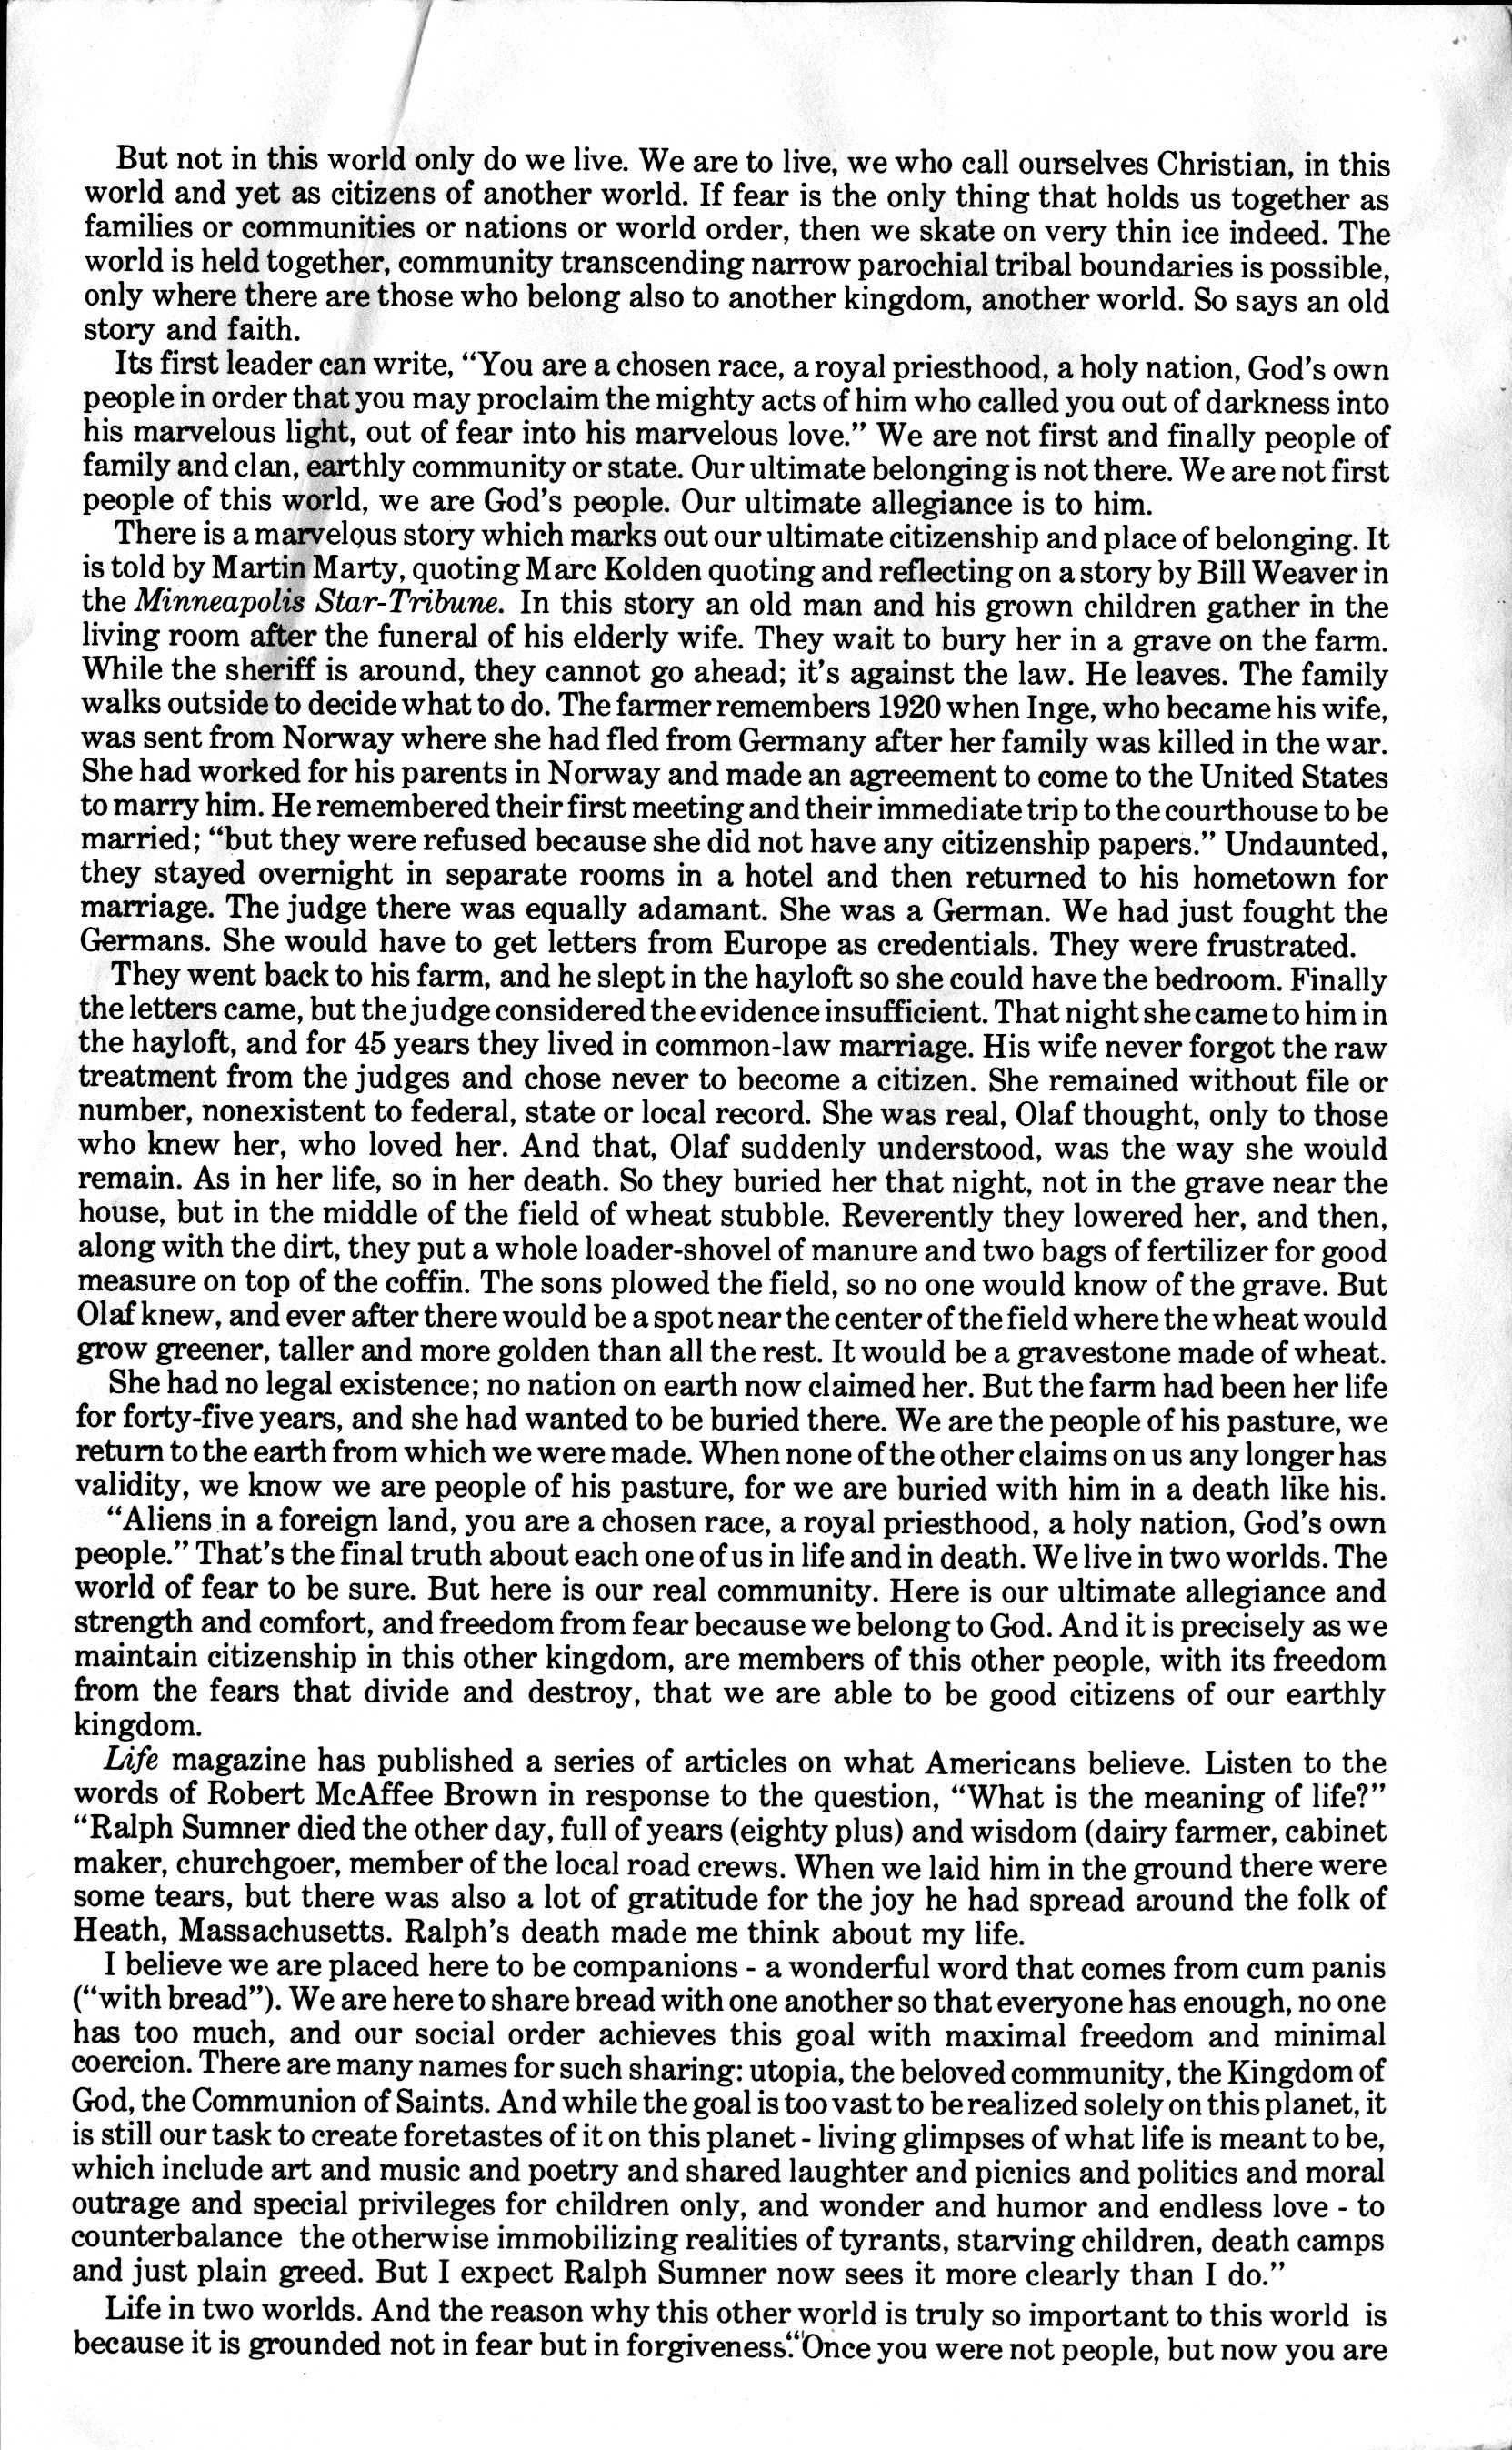 But not in this world only do we live. We are to live, we who call ourselves Christian, in this
world and yet as citizens of another world. If fear is the only thing that holds us together as
families or communities or nations or world order, then we skate on very thin ice indeed. The
world is held together, community transcending narrow parochial tribal boundaries is possible,
only where there are those who belong also to another kingdom, another world. So says an old
story and faith.
Its first leader can write, “You are a chosen race, a royal priesthood, a holy nation, God’s own
people in order that you may proclaim the mighty acts of him who called you out of darkness into
his marvelous light, out of fear into his marvelous love.” We are not first and finally people of
family and clan, earthly community or state. Our ultimate belonging is not there. We are not first
people of this world, we are God’s people. Our ultimate allegiance is to him.
There is a marvelous story which marks out our ultimate citizenship and place of belonging. It
is told by Martin Marty, quoting Marc Kolden quoting and reflecting on a story by Bill Weaver in
the Minneapolis Star-Tribune. In this story an old man and his grown children gather in the
living room after the funeral of his elderly wife. They wait to bury her in a grave on the farm.
While the sheriff is around, they cannot go ahead; it’s against the law. He leaves. The family
walks outside to decide what to do. The farmer remembers 1920 when Inge, who became his wife,
was sent from Norway where she had fled from Germany after her family was killed in the war.
She had worked for his parents in Norway and made an agreement to come to the United States
to marry him. He remembered their first meeting and their immediate trip to the courthouse to be
married; “but they were refused because she did not have any citizenship papers.” Undaunted,
they stayed overnight in separate rooms in a hotel and then returned to his hometown for
marriage. The judge there was equally adamant. She was a German. We had just fought the
Germans. She would have to get letters from Europe as credentials. They were frustrated.
They went back to his farm, and he slept in the hayloft so she could have the bedroom. Finally
the letters came, but the judge considered the evidence insufficient. That night she came to him in
the hayloft, and for 45 years they lived in common-law marriage. His wife never forgot the raw
treatment from the judges and chose never to become a citizen. She remained without file or
number, nonexistent to federal, state or local record. She was real, Olaf thought, only to those
who knew her, who loved her. And that, Olaf suddenly understood, was the way she would
remain. As in her life, so in her death. So they buried her that night, not in the grave near the
house, but in the middle of the field of wheat stubble. Reverently they lowered her, and then,
along with the dirt, they put a whole loader-shovel of manure and two bags of fertilizer for good
measure on top of the coffin. The sons plowed the field, so no one would know of the grave. But
Olaf knew, and ever after there would be a spot near the center of the field where the wheat would
grow greener, taller and more golden than all the rest. It would be a gravestone made of wheat.
She had no legal existence; no nation on earth now claimed her. But the farm had been her life
for forty-five years, and she had wanted to be buried there. We are the people of his pasture, we
return to the earth from which we were made. When none of the other claims on us any longer has
validity, we know we are people of his pasture, for we are buried with him in a death like his.
“Aliens in a foreign land, you are a chosen race, a royal priesthood, a holy nation, God’s own
people.” That’s the final truth about each one of us in life and in death. We live in two worlds. The
world of fear to be sure. But here is our real community. Here is our ultimate allegiance and
strength and comfort, and freedom from fear because we belong to God. And it is precisely as we
maintain citizenship in this other kingdom, are members of this other people, with its freedom
from the fears that divide and destroy, that we are able to be good citizens of our earthly
kingdom.
Life magazine has published a series of articles on what Americans believe. Listen to the
words of Robert McAffee Brown in response to the question, “What is the meaning of life?”
“Ralph Sumner died the other day, full of years (eighty plus) and wisdom (dairy farmer, cabinet
maker, churchgoer, member of the local road crews. When we laid him in the ground there were
some tears, but there was also a lot of gratitude for the joy he had spread around the folk of
Heath, Massachusetts. Ralph’s death made me think about my life.
I believe we are placed here to be companions - a wonderful word that comes from cum panis
(“with bread”). We are here to share bread with one another so that everyone has enough, no one
has too much, and our social order achieves this goal with maximal freedom and minimal
coercion. There are many names for such sharing: utopia, the beloved community, the Kingdom of
God, the Communion of Saints. And while the goal is too vast to be realized solely on this planet, it
is still our task to create foretastes of it on this planet - living glimpses of what life is meant to be,
which include art and music and poetry and shared laughter and picnics and politics and moral
outrage and special privileges for children only, and wonder and humor and endless love - to
counterbalance the otherwise immobilizing realities of tyrants, starving children, death camps
and just plain greed. But I expect Ralph Sumner now sees it more clearly than I do.”
Life in two worlds. And the reason why this other world is truly so important to this world is
because it is grounded not in fear but in forgiveness.“Once you were not people, but now you are